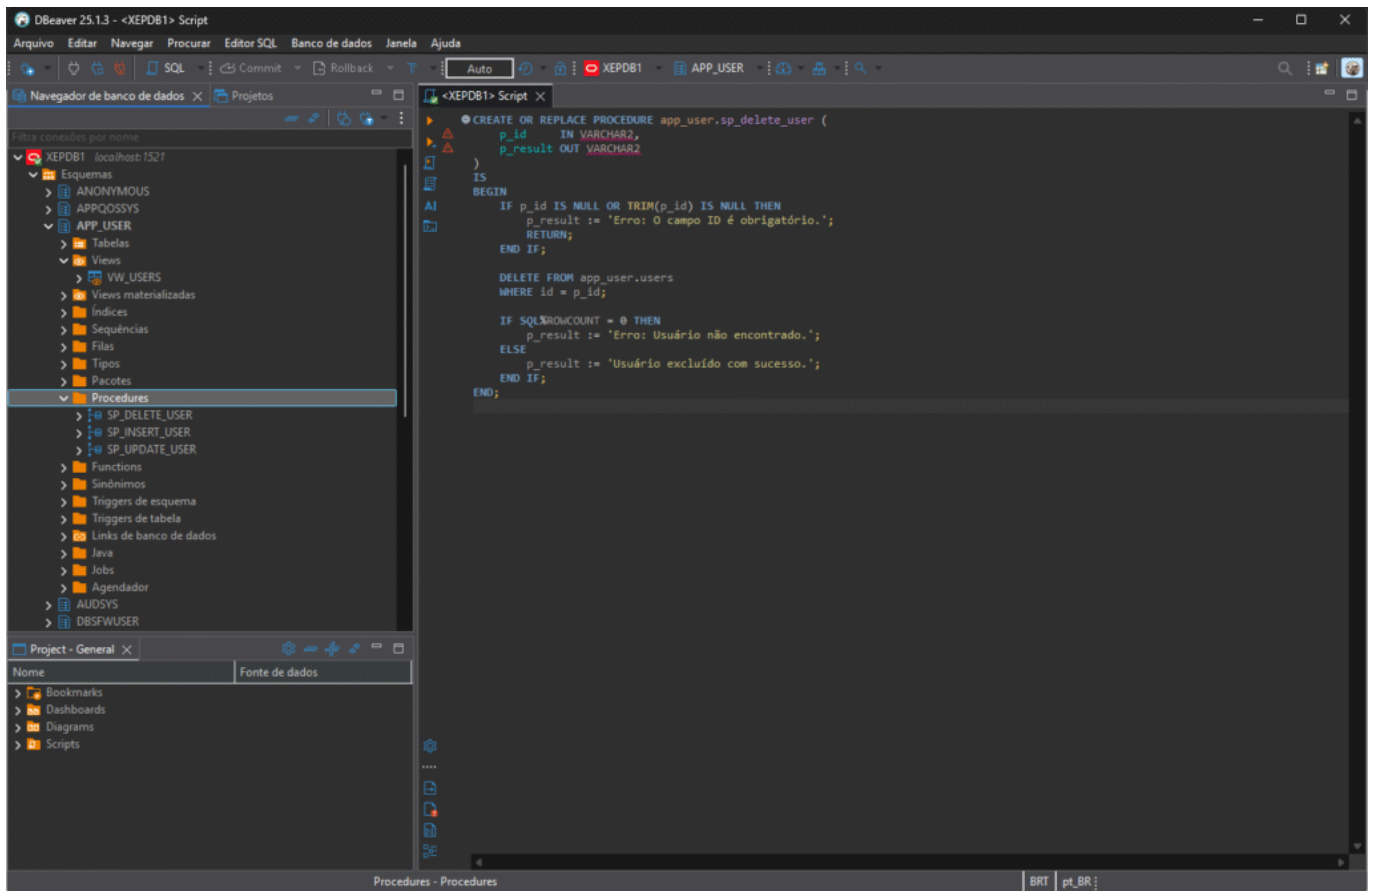 DBeaver 25.1.3 - <XEPDB1> Script
Arquivo Editar Navegar Procurar Editor SQL Banco de dados Janela Ajuda
SQL Commit Rollback Auto XEPDB1 APP_USER
Navegador de banco de dados Projetos
<XEPDB1> Script
Filtra conexões por nome
XEPDB1 localhost:1521
Esquemas
ANONYMOUS
APPQOSSYS
APP_USER
Tabelas
Views
VW_USERS
Views materializadas
Índices
Sequências
Filas
Tipos
Pacotes
Procedures
SP_DELETE_USER
SP_INSERT_USER
SP_UPDATE_USER
Functions
Sinônimos
Triggers de esquema
Triggers de tabela
Links de banco de dados
Java
Jobs
Agendador
AUDSYS
DBSFWUSER
Project - General
Nome Fonte de dados
Bookmarks
Dashboards
Diagrams
Scripts
AI
CREATE OR REPLACE PROCEDURE app_user.sp_delete_user (
p_id IN VARCHAR2,
p_result OUT VARCHAR2
)
IS
BEGIN
IF p_id IS NULL OR TRIM(p_id) IS NULL THEN
p_result := 'Erro: O campo ID é obrigatório.';
RETURN;
END IF;
DELETE FROM app_user.users
WHERE id = p_id;
IF SQL%ROWCOUNT = 0 THEN
p_result := 'Erro: Usuário não encontrado.';
ELSE
p_result := 'Usuário excluído com sucesso.';
END IF;
END;
Procedures - Procedures
BRT pt_BR